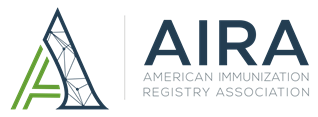 AIRA
AMERICAN IMMUNIZATION
REGISTRY ASSOCIATION